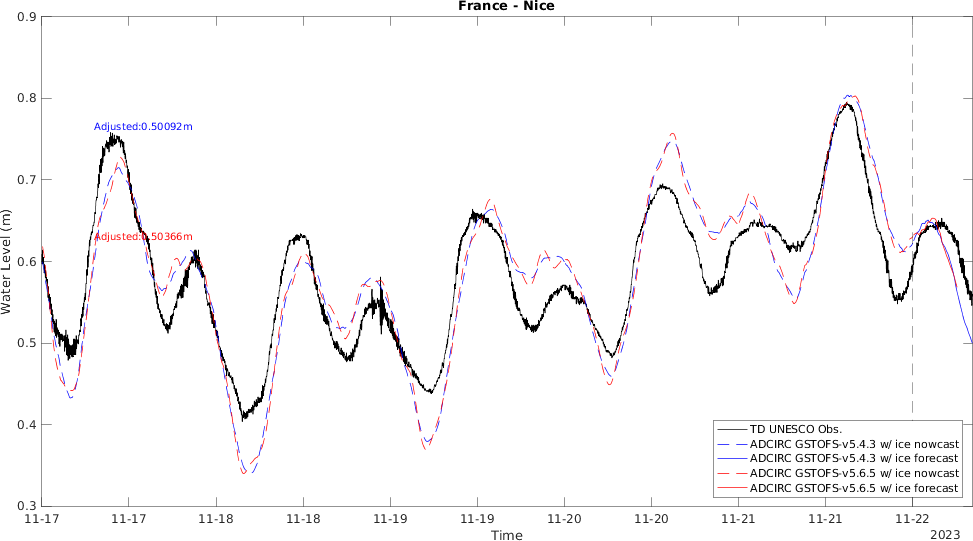 France - Nice
0.9
0.8
0.7
0.6
0.5
0.4
0.3
Water Level (m)
Adjusted:0.50092m
Adjusted:0.50366m
TD UNESCO Obs.
ADCIRC GSTOFS-v5.4.3 w/ ice nowcast
ADCIRC GSTOFS-v5.4.3 w/ ice forecast
ADCIRC GSTOFS-v5.6.5 w/ ice nowcast
ADCIRC GSTOFS-v5.6.5 w/ ice forecast
11-17 11-17 11-18 11-18 11-19 11-19 11-20 11-20 11-21 11-21 11-22
Time
2023